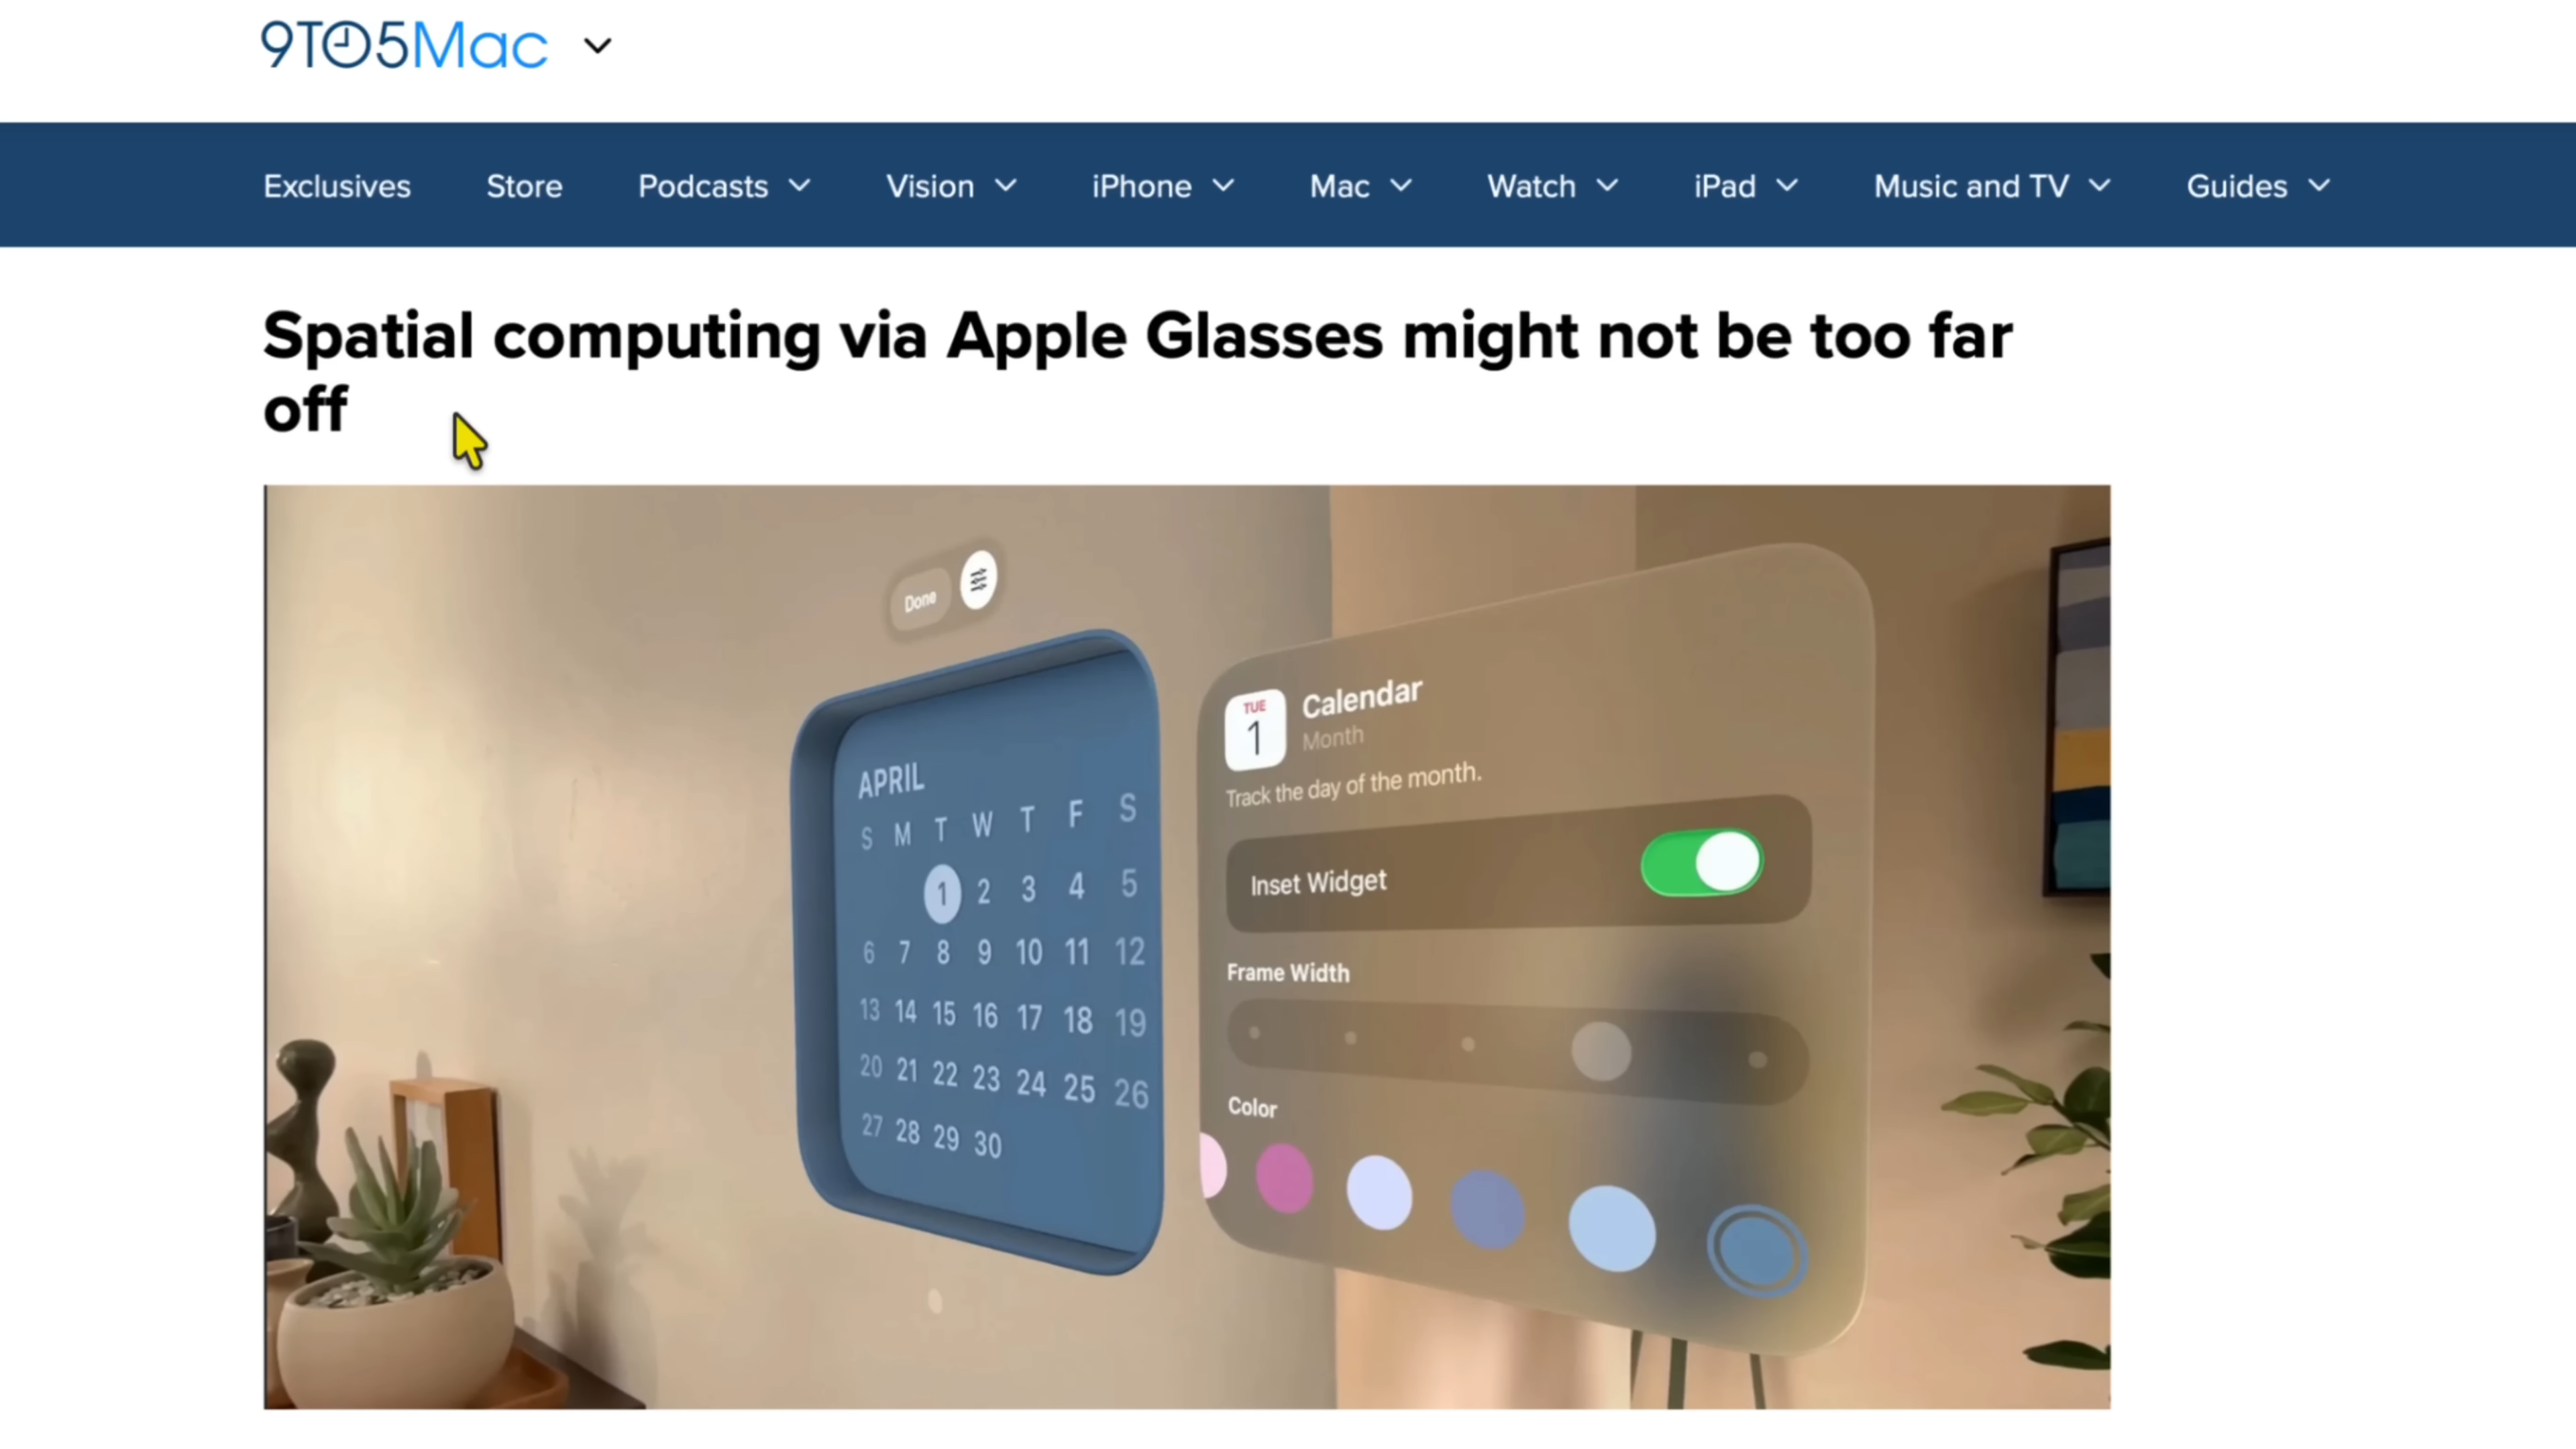 9TO5Mac
Exclusives Store Podcasts Vision iPhone Mac Watch iPad Music and TV Guides
Spatial computing via Apple Glasses might not be too far
off
Done
APRIL
S M T W T F S
1 2 3 4 5
6 7 8 9 10 11 12
13 14 15 16 17 18 19
20 21 22 23 24 25 26
27 28 29 30
TUE
1
Calendar
Month
Track the day of the month.
Inset Widget
Frame Width
Color